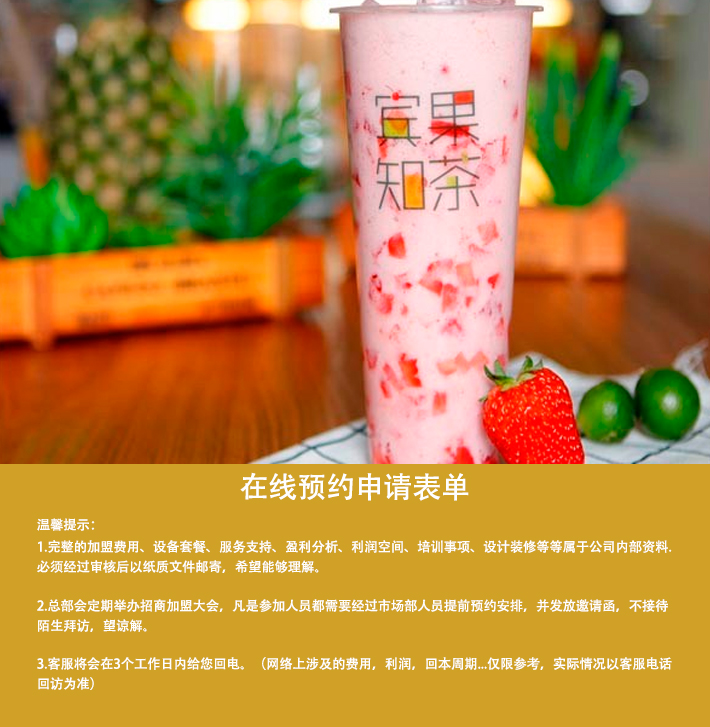 宾果
知茶
在线预约申请表单
温馨提示：
1.完整的加盟费用、设备套餐、服务支持、盈利分析、利润空间、培训事项、设计装修等等属于公司内部资料.
必须经过审核后以纸质文件邮寄，希望能够理解。
2.总部会定期举办招商加盟大会，凡是参加人员都需要经过市场部人员提前预约安排，并发放邀请函，不接待
陌生拜访，望谅解。
3.客服将会在3个工作日内给您回电。（网络上涉及的费用，利润，回本周期...仅限参考，实际情况以客服电话
回访为准）